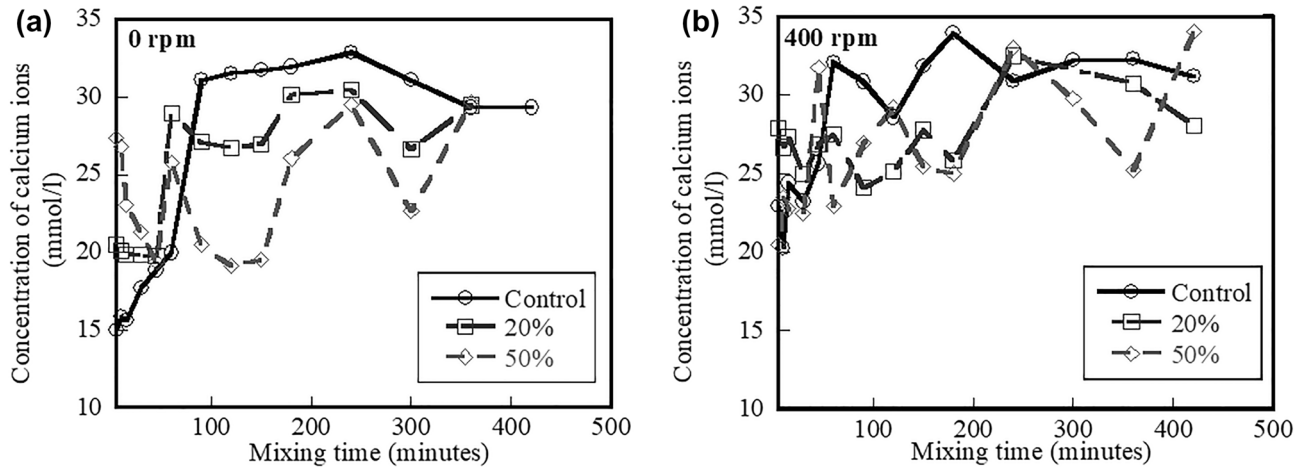 (a)
35
30
25
20
15
10
0 rpm
Concentration of calcium ions
(mmol/l)
Control
20%
50%
100
200
300
400
500
Mixing time (minutes)
(b)
35
30
25
20
15
10
400 rpm
Concentration of calcium ions
(mmol/l)
Control
20%
50%
100
200
300
400
500
Mixing time (minutes)